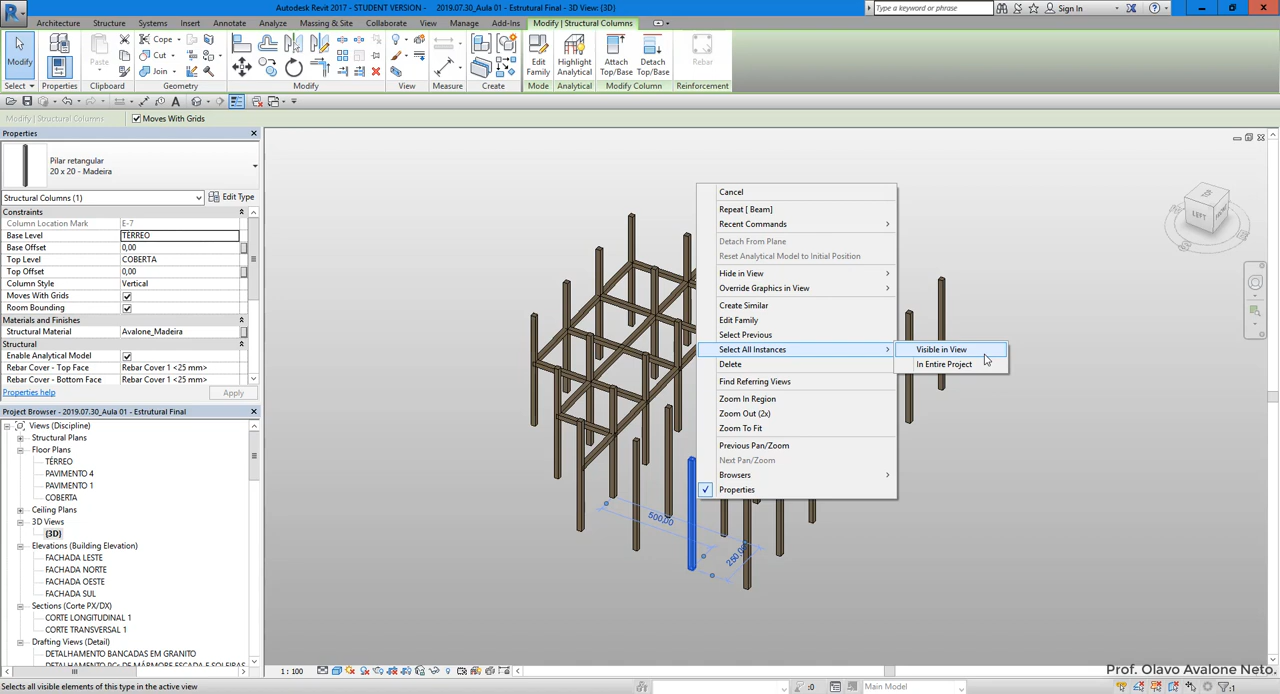 Autodesk Revit 2017 - STUDENT VERSION - 2019.07.30_Aula 01 - Estrutural Final - 3D View: {3D}
Type a keyword or phrase
Sign In
Architecture Structure Systems Insert Annotate Analyze Massing & Site Collaborate View Manage Add-Ins Modify | Structural Columns
Modify
Paste
Cope
Cut
Join
Edit Family
Highlight Analytical
Attach Top/Base
Detach Top/Base
Rebar
Select Properties Clipboard Geometry Modify View Measure Create Mode Analytical Modify Column Reinforcement
Modify | Structural Columns
Moves With Grids
Properties
Pilar retangular
20 x 20 - Madeira
Structural Columns (1)
Edit Type
Constraints
Column Location Mark E-7
Base Level TÉRREO
Base Offset 0,00
Top Level COBERTA
Top Offset 0,00
Column Style Vertical
Moves With Grids
Room Bounding
Materials and Finishes
Structural Material Avalone_Madeira
Structural
Enable Analytical Model
Rebar Cover - Top Face Rebar Cover 1 <25 mm>
Rebar Cover - Bottom Face Rebar Cover 1 <25 mm>
Properties help
Apply
Project Browser - 2019.07.30_Aula 01 - Estrutural Final
Views (Discipline)
Structural Plans
Floor Plans
TÉRREO
PAVIMENTO 4
PAVIMENTO 1
COBERTA
Ceiling Plans
3D Views
{3D}
Elevations (Building Elevation)
FACHADA LESTE
FACHADA NORTE
FACHADA OESTE
FACHADA SUL
Sections (Corte PX/DX)
CORTE LONGITUDINAL 1
CORTE TRANSVERSAL 1
Drafting Views (Detail)
DETALHAMENTO BANCADAS EM GRANITO
DETALHAMENTO PCs DE MÁRMORE ESCADA E SOLEIRAS
Cancel
Repeat [ Beam]
Recent Commands
Detach From Plane
Reset Analytical Model to Initial Position
Hide in View
Override Graphics in View
Create Similar
Edit Family
Select Previous
Select All Instances
Delete
Find Referring Views
Zoom In Region
Zoom Out (2x)
Zoom To Fit
Previous Pan/Zoom
Next Pan/Zoom
Browsers
Properties
Visible in View
In Entire Project
LEFT
500,00
250,00
1 : 100
Prof. Olavo Avalone Neto.
Selects all visible elements of this type in the active view
:0
Main Model
:1